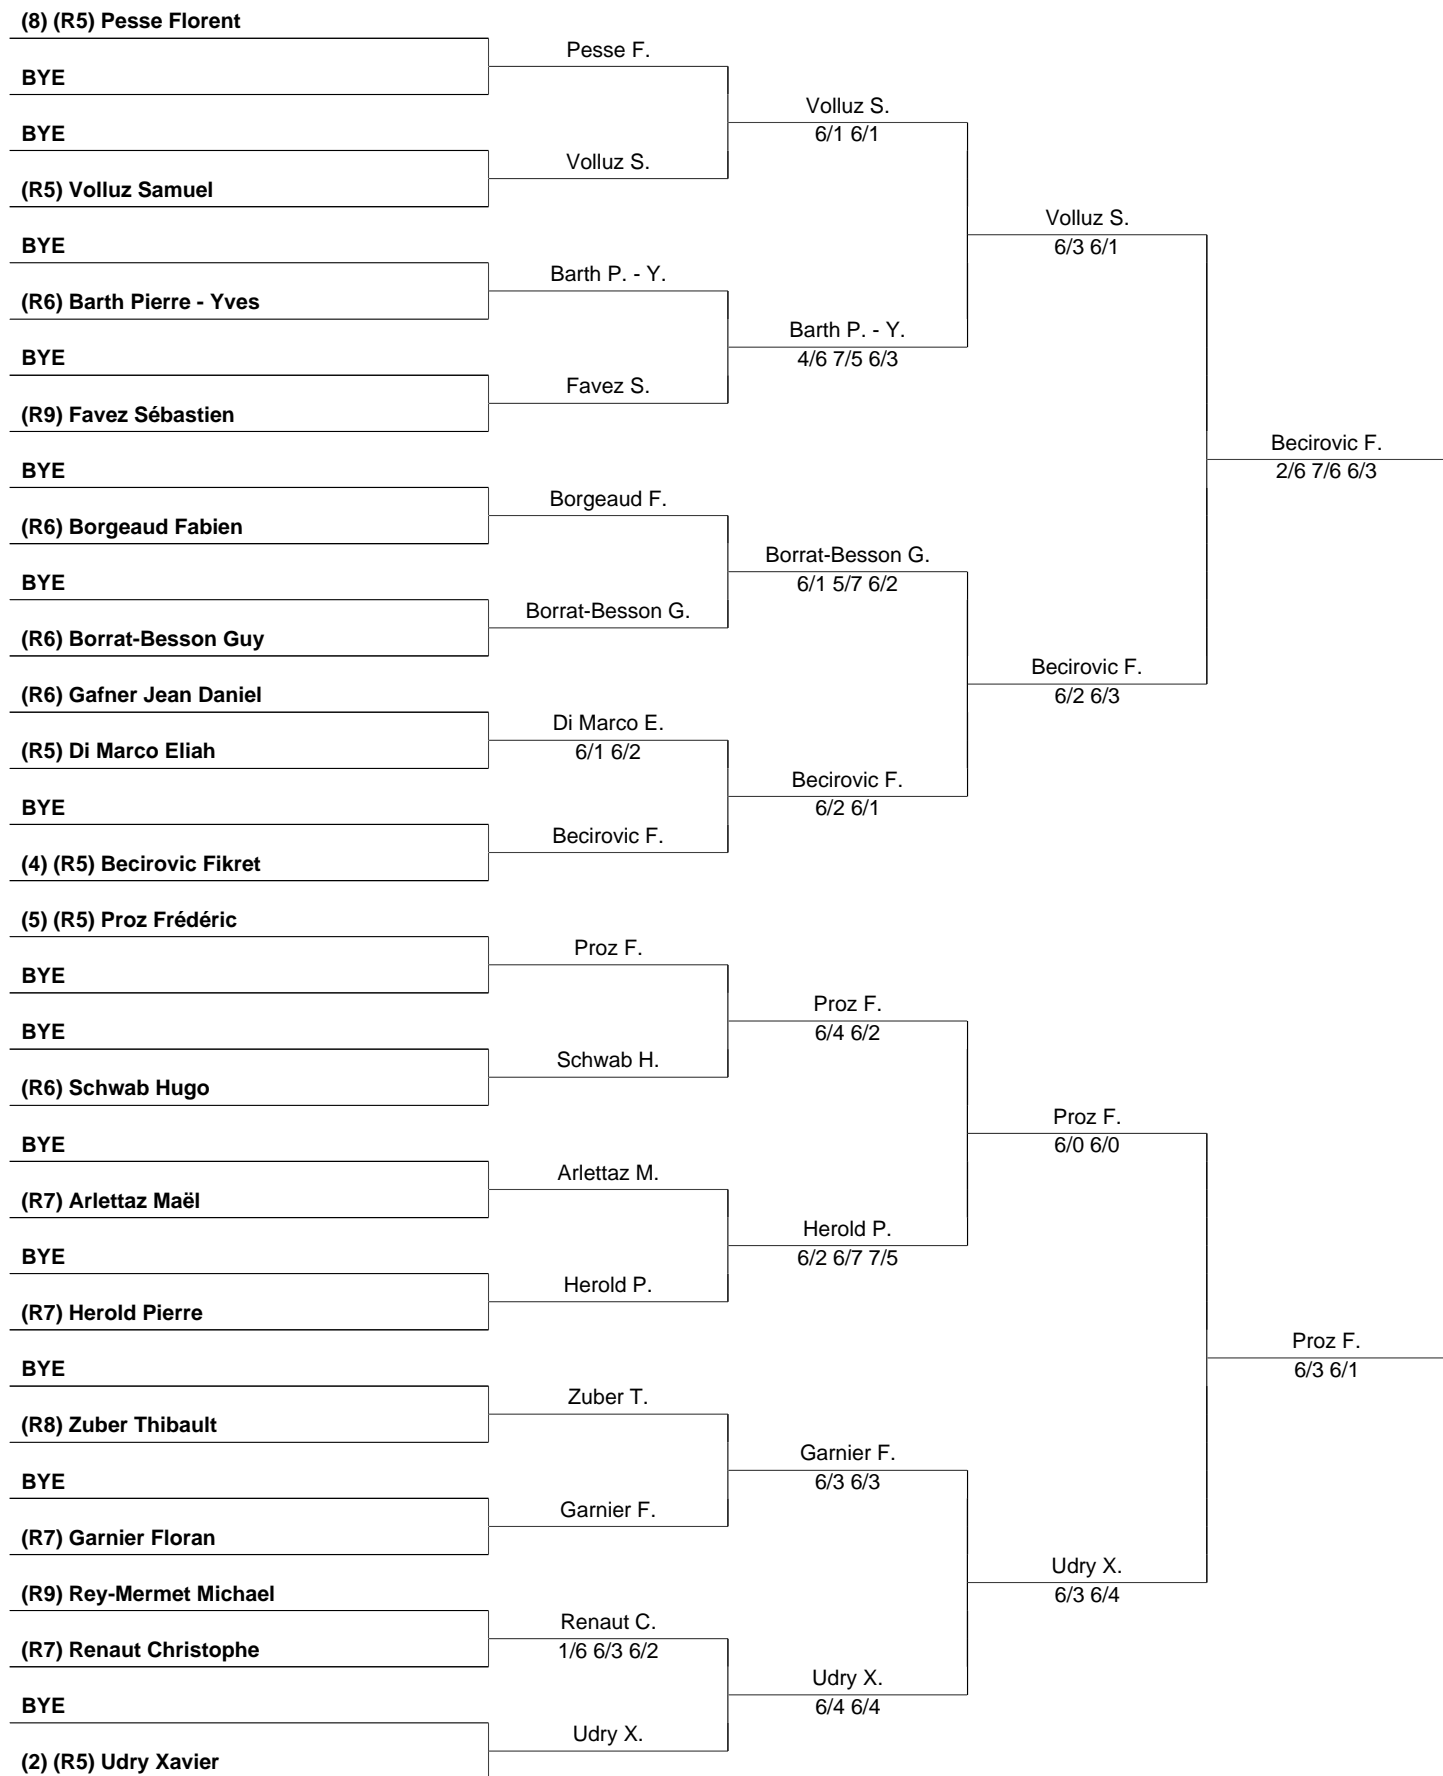 (8) (R5) Pesse Florent
BYE
BYE
(R5) Volluz Samuel
BYE
(R6) Barth Pierre - Yves
BYE
(R9) Favez Sébastien
BYE
(R6) Borgeaud Fabien
BYE
(R6) Borrat-Besson Guy
(R6) Gafner Jean Daniel
(R5) Di Marco Eliah
BYE
(4) (R5) Becirovic Fikret
(5) (R5) Proz Frédéric
BYE
BYE
(R6) Schwab Hugo
BYE
(R7) Arlettaz Maël
BYE
(R7) Herold Pierre
BYE
(R8) Zuber Thibault
BYE
(R7) Garnier Floran
(R9) Rey-Mermet Michael
(R7) Renaut Christophe
BYE
(2) (R5) Udry Xavier
Pesse F.
Volluz S.
Barth P. - Y.
Favez S.
Borgeaud F.
Borrat-Besson G.
Di Marco E.
6/1 6/2
Becirovic F.
Proz F.
Schwab H.
Arlettaz M.
Herold P.
Zuber T.
Garnier F.
Renaut C.
1/6 6/3 6/2
Udry X.
Volluz S.
6/1 6/1
Barth P. - Y.
4/6 7/5 6/3
Borrat-Besson G.
6/1 5/7 6/2
Becirovic F.
6/2 6/1
Proz F.
6/4 6/2
Herold P.
6/2 6/7 7/5
Garnier F.
6/3 6/3
Udry X.
6/4 6/4
Volluz S.
6/3 6/1
Becirovic F.
6/2 6/3
Proz F.
6/0 6/0
Udry X.
6/3 6/4
Becirovic F.
2/6 7/6 6/3
Proz F.
6/3 6/1